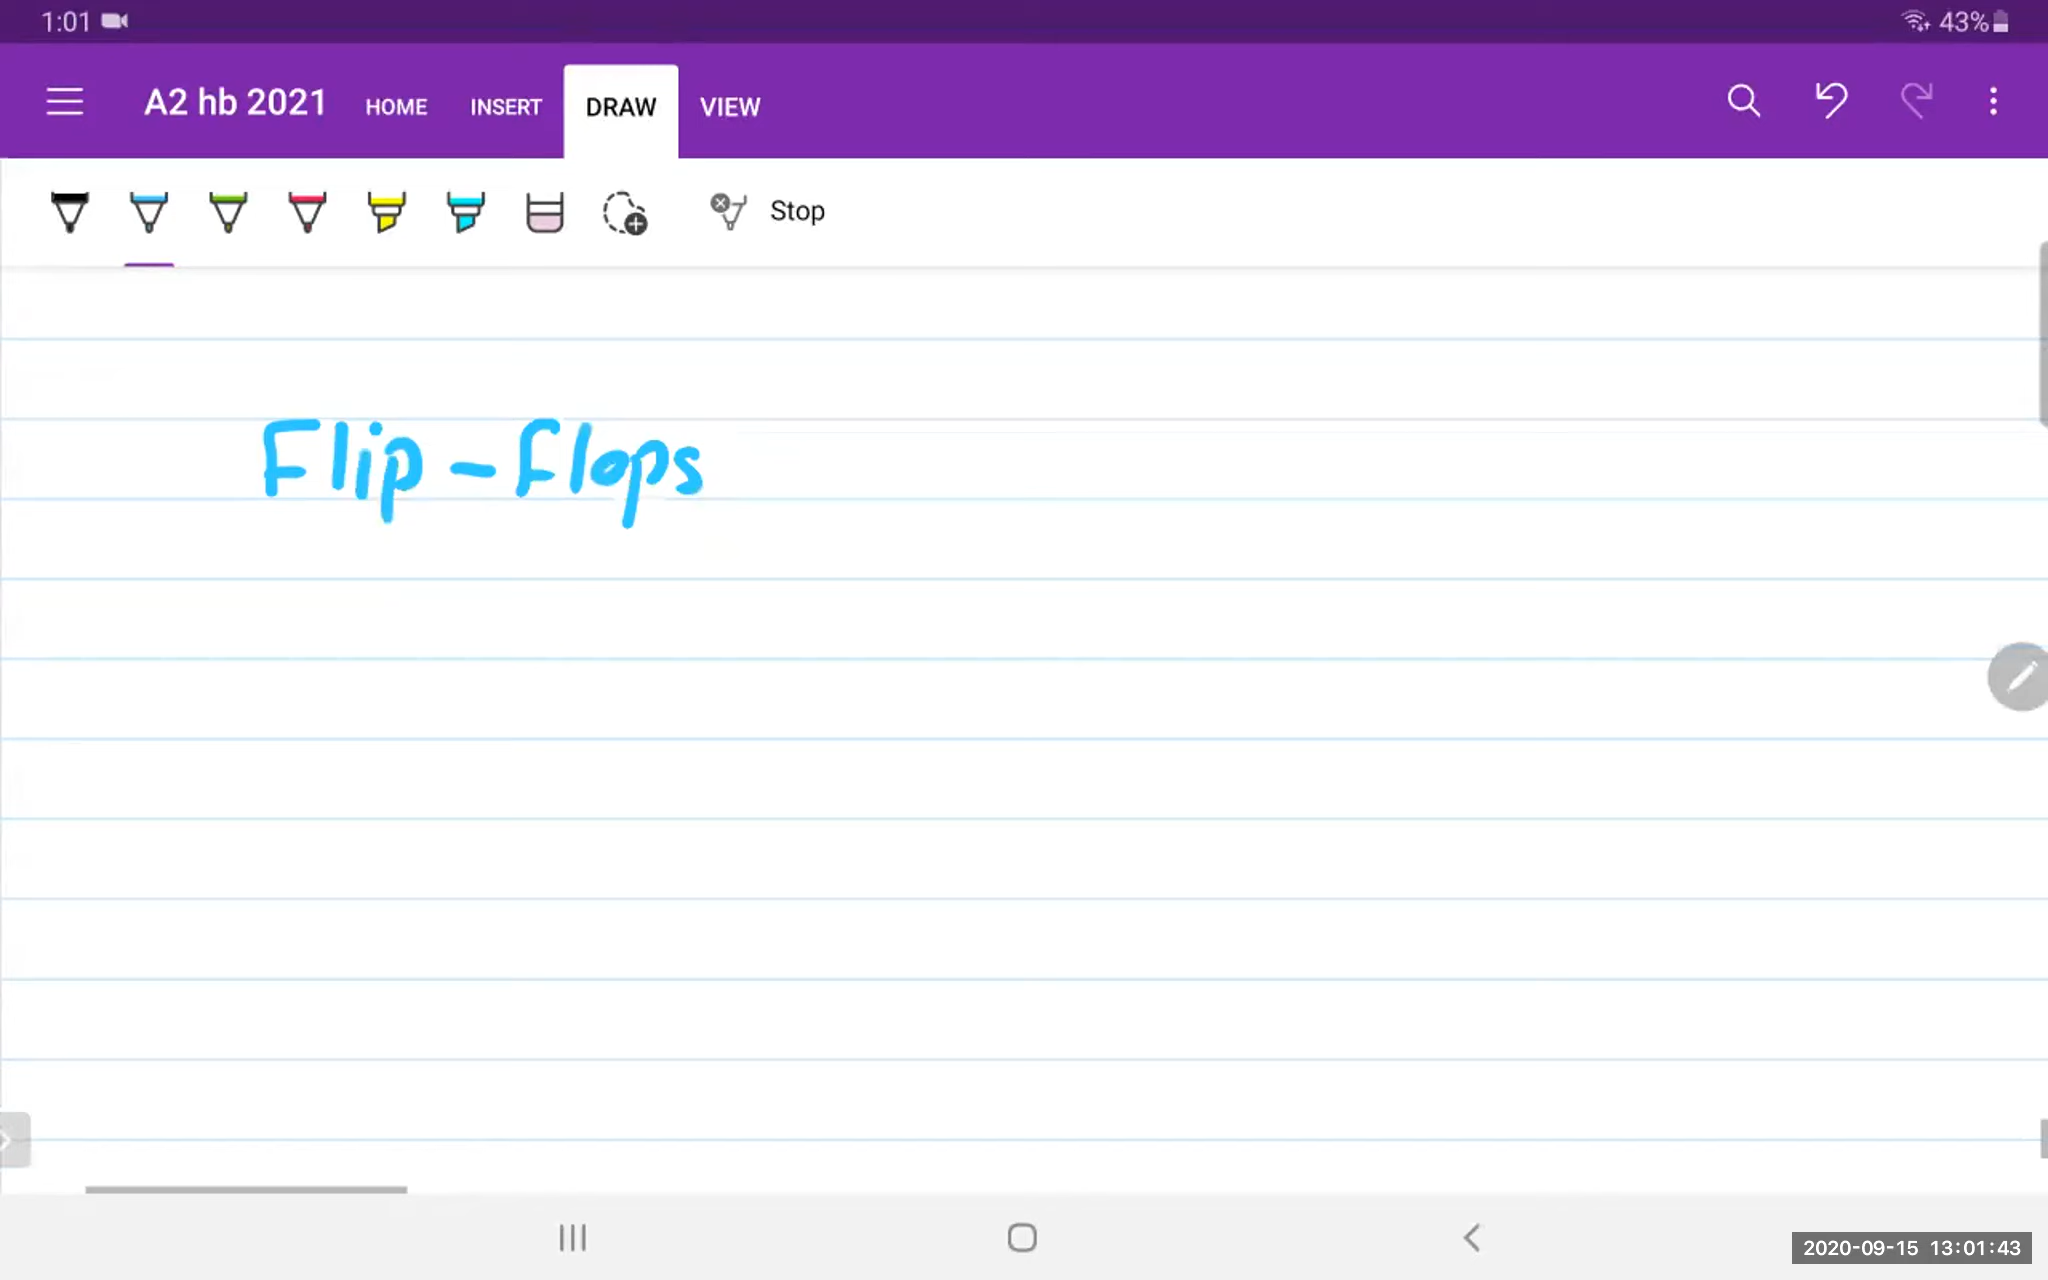 1:01 43%
A2 hb 2021 HOME INSERT DRAW VIEW
Stop
Flip-Flops
2020-09-15 13:01:43